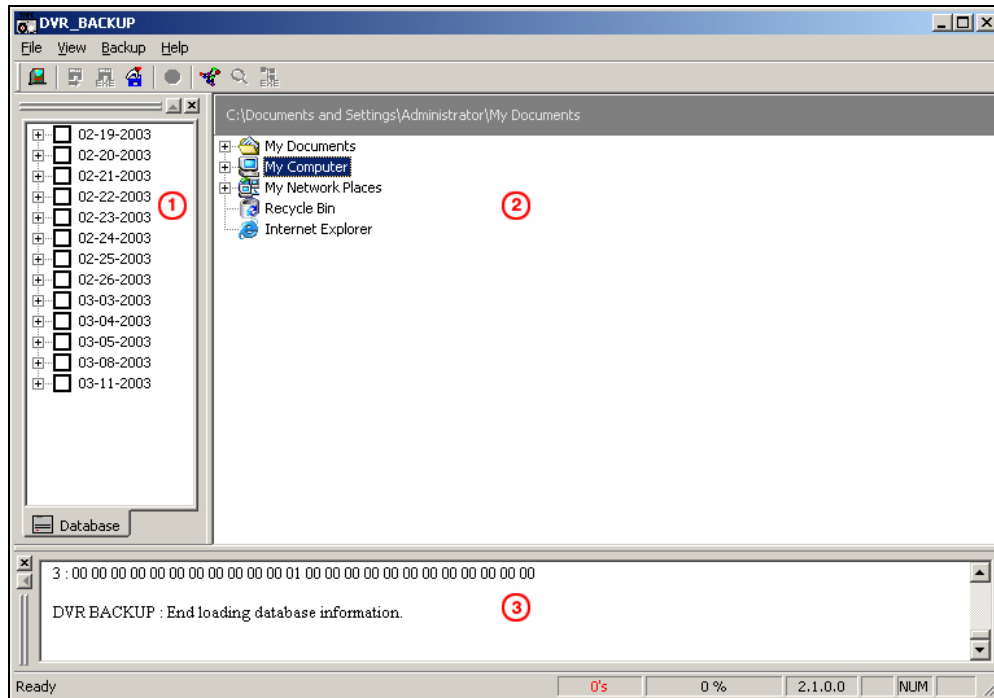 DVR_BACKUP
File View Backup Help
EXE EXE
C:\Documents and Settings\Administrator\My Documents
02-19-2003
02-20-2003
02-21-2003
02-22-2003
02-23-2003
02-24-2003
02-25-2003
02-26-2003
03-03-2003
03-04-2003
03-05-2003
03-08-2003
03-11-2003
1
Database
My Documents
My Computer
My Network Places
Recycle Bin
Internet Explorer
2
3 : 00 00 00 00 00 00 00 00 00 00 00 01 00 00 00 00 00 00 00 00 00 00 00 00
DVR BACKUP : End loading database information.
3
Ready 0's 0 % 2.1.0.0 NUM